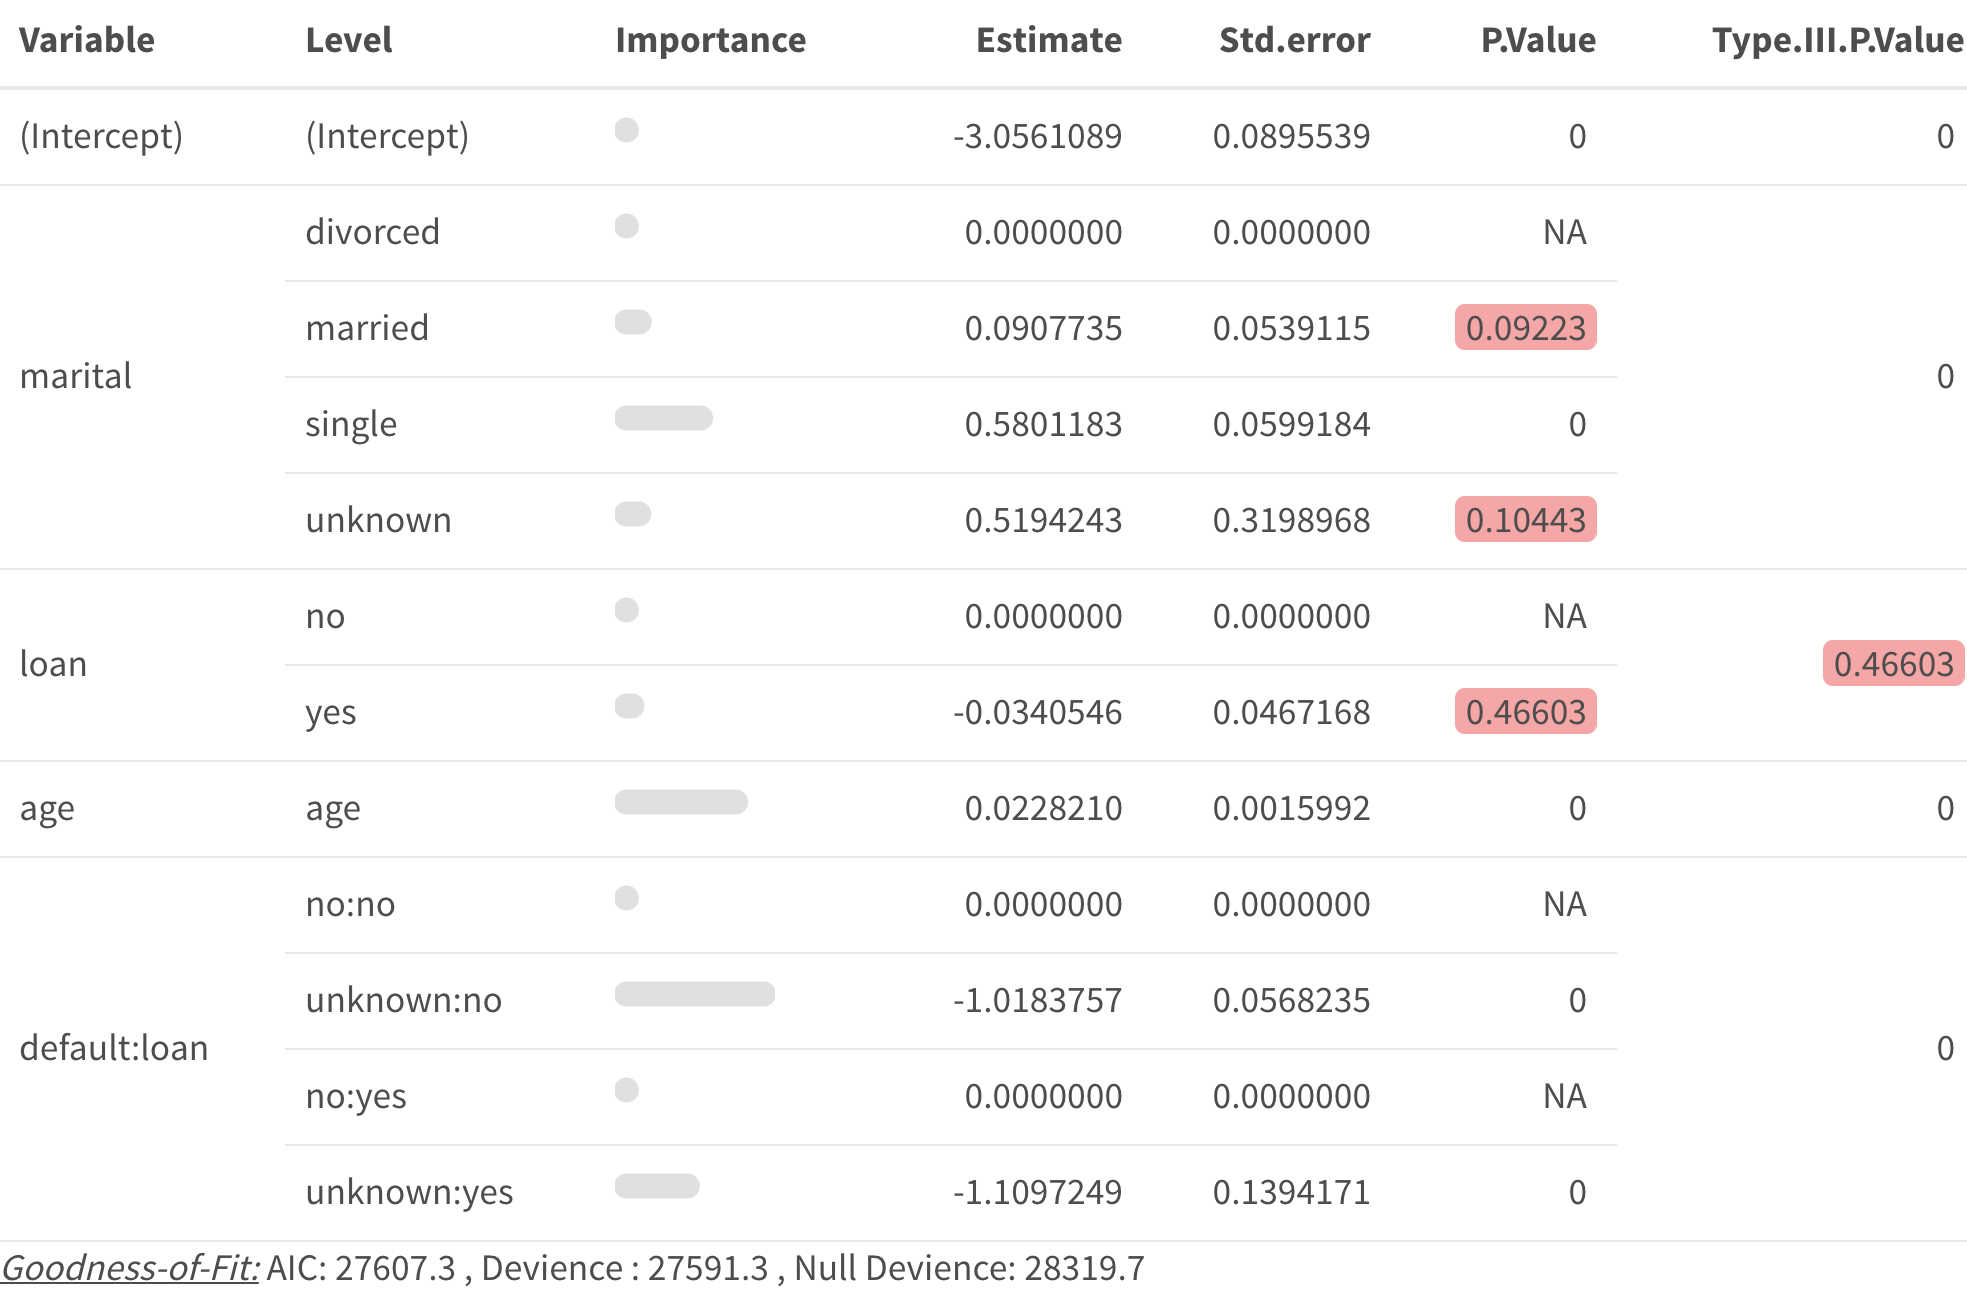 Variable Level Importance Estimate Std.error P.Value Type.III.P.Value
(Intercept) (Intercept) -3.0561089 0.0895539 0 0
marital divorced 0.0000000 0.0000000 NA 0
married 0.0907735 0.0539115 0.09223
single 0.5801183 0.0599184 0
unknown 0.5194243 0.3198968 0.10443
loan no 0.0000000 0.0000000 NA 0.46603
yes -0.0340546 0.0467168 0.46603
age age 0.0228210 0.0015992 0 0
default:loan no:no 0.0000000 0.0000000 NA 0
unknown:no -1.0183757 0.0568235 0
no:yes 0.0000000 0.0000000 NA
unknown:yes -1.1097249 0.1394171 0
Goodness-of-Fit: AIC: 27607.3 , Devience : 27591.3 , Null Devience: 28319.7